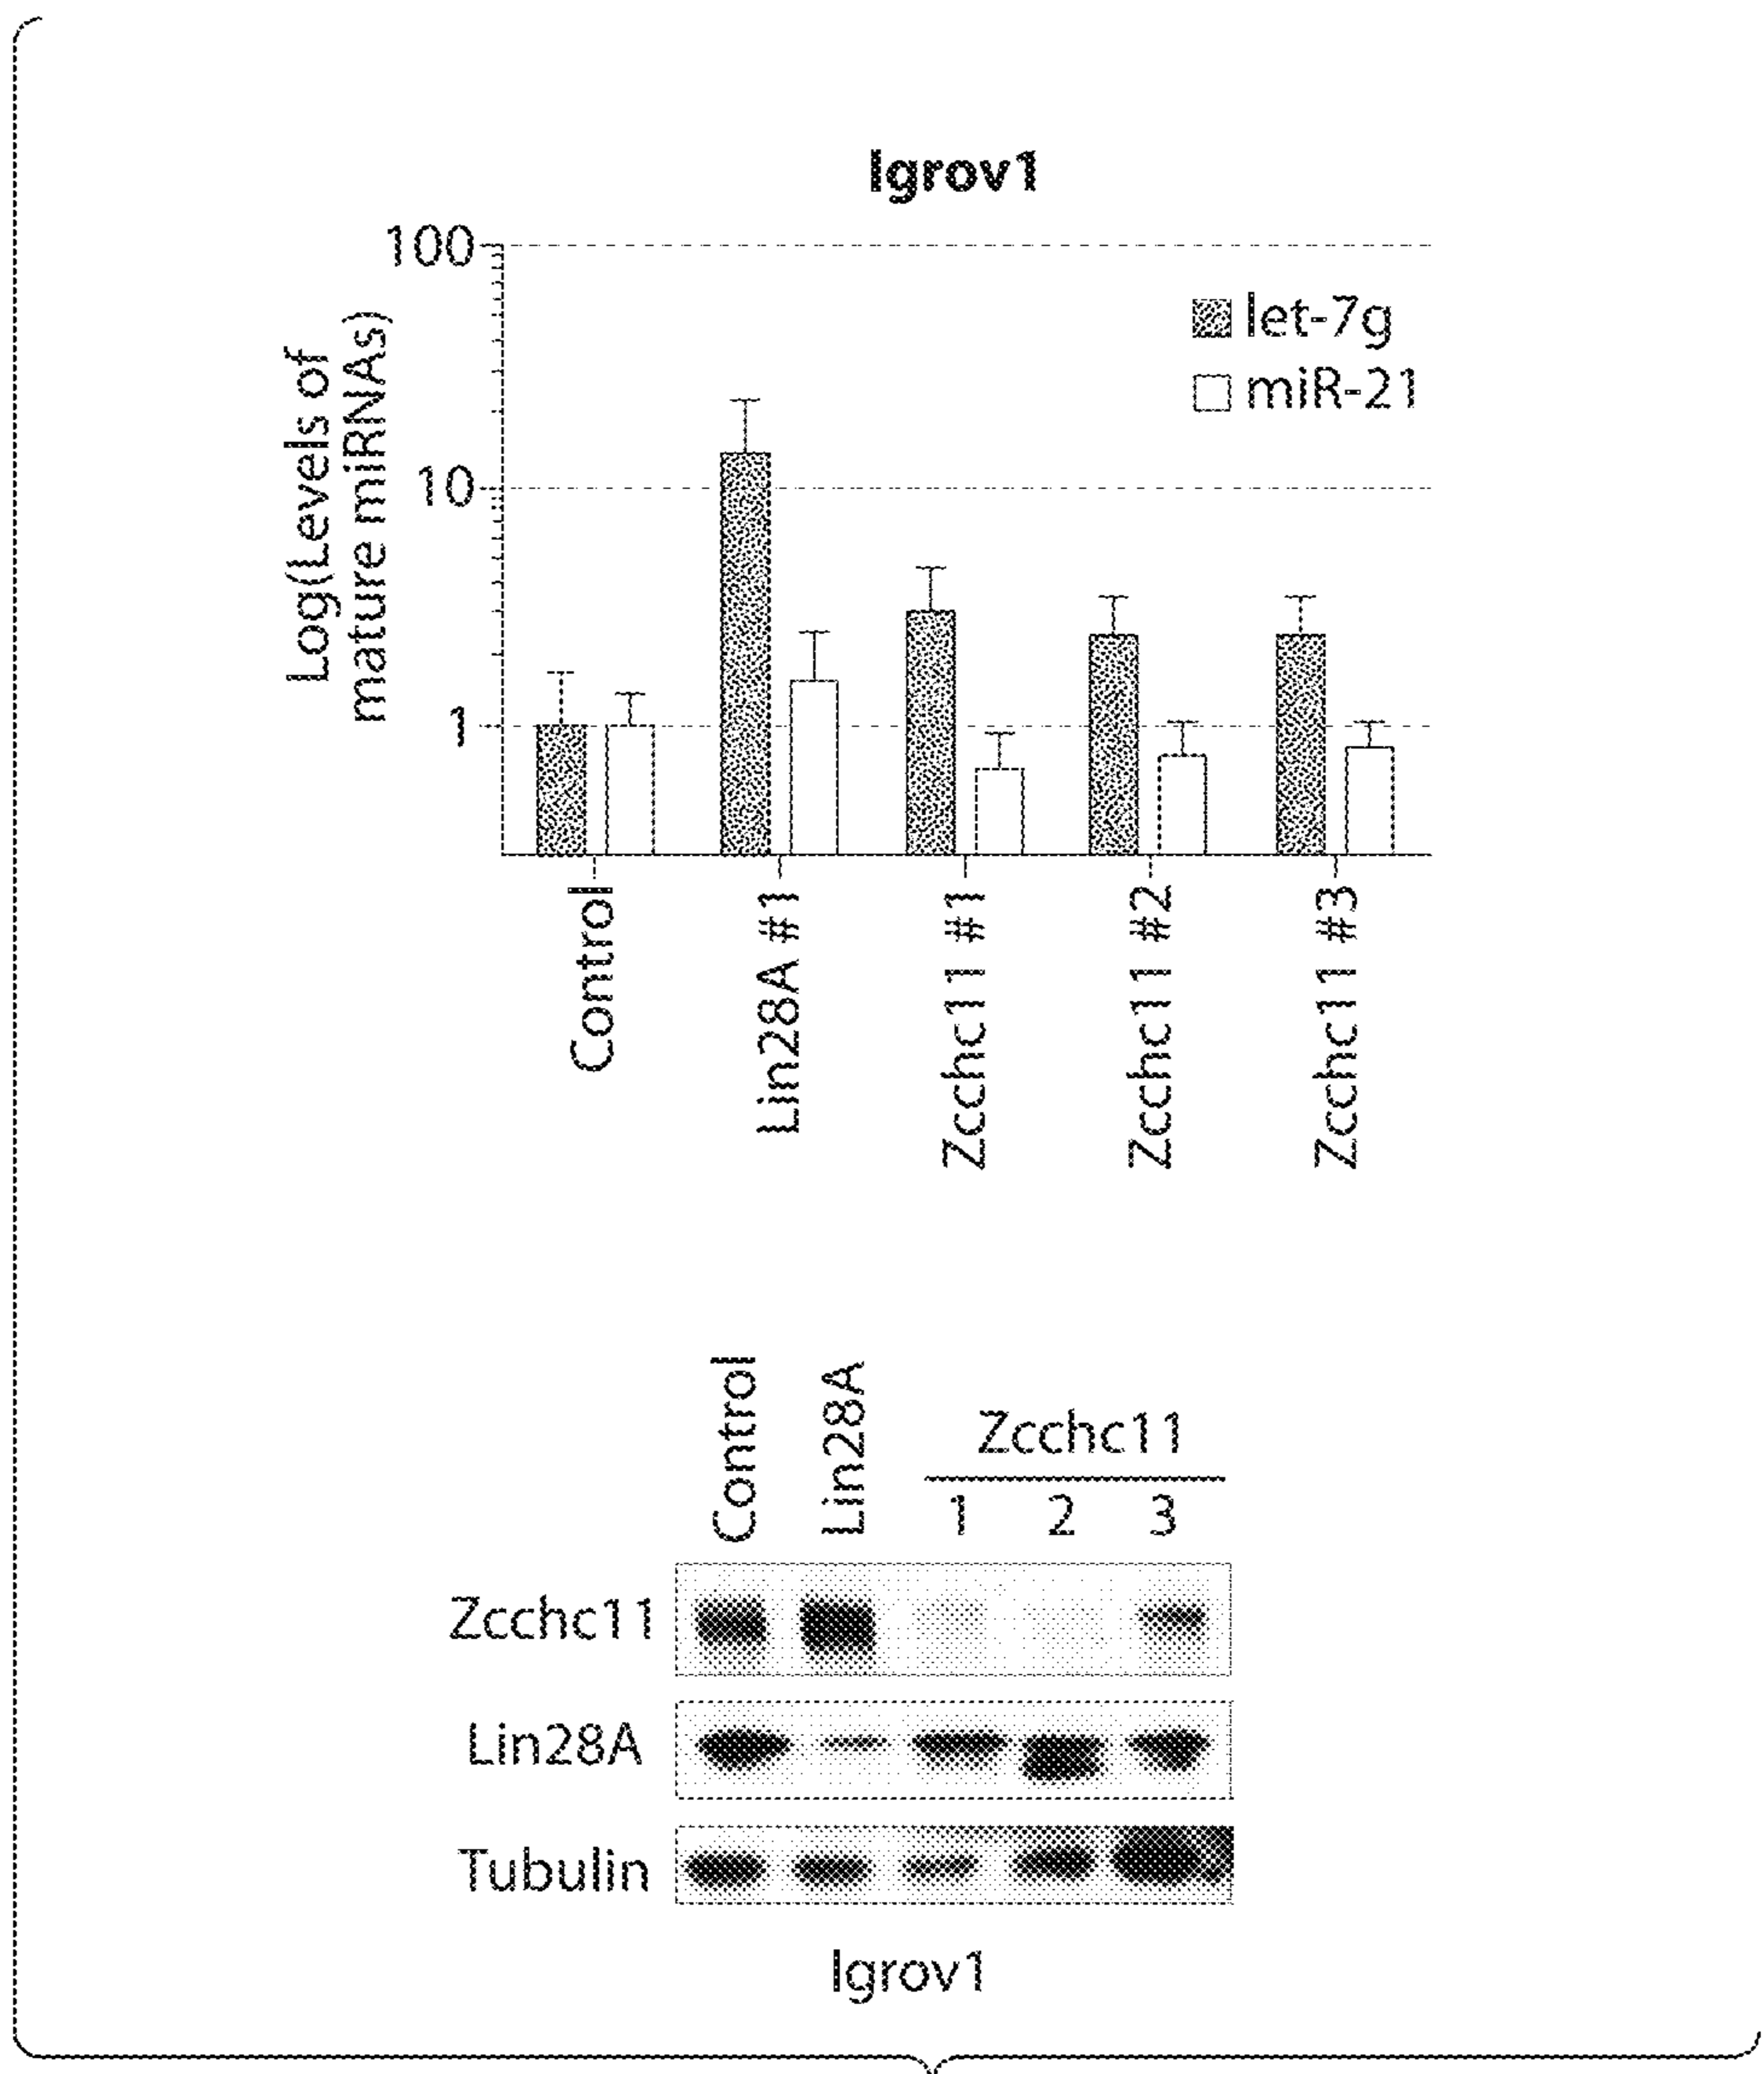 Igrov1
100
10
1
Log(Levels of
mature miRNAs)
let-7g
miR-21
Control
Lin28A #1
Zcchc11 #1
Zcchc11 #2
Zcchc11 #3
Control
Lin28A
Zcchc11
1 2 3
Zcchc11
Lin28A
Tubulin
Igrov1